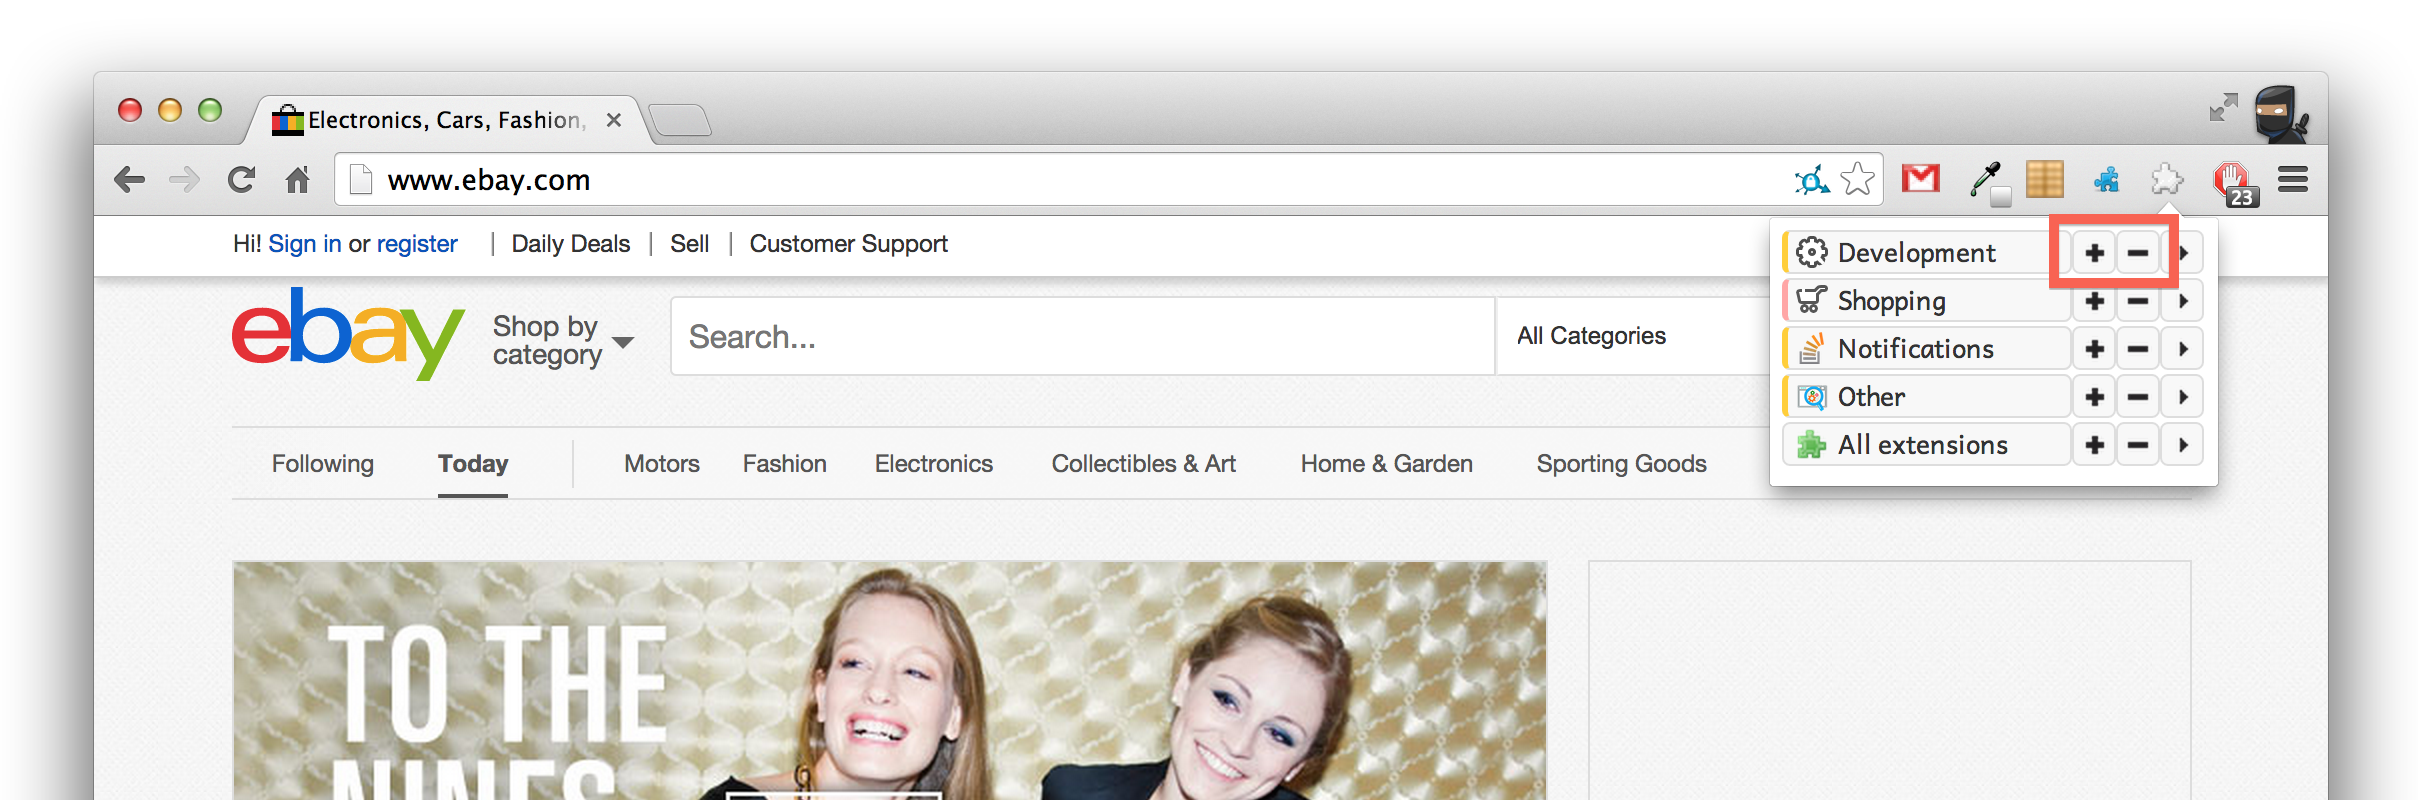 Electronics, Cars, Fashion,
www.ebay.com
23
Hi! Sign in or register | Daily Deals | Sell | Customer Support
Development
Shopping
Notifications
Other
All extensions
ebay
Shop by
category
Search...
All Categories
Following
Today
Motors
Fashion
Electronics
Collectibles & Art
Home & Garden
Sporting Goods
TO THE
NINES